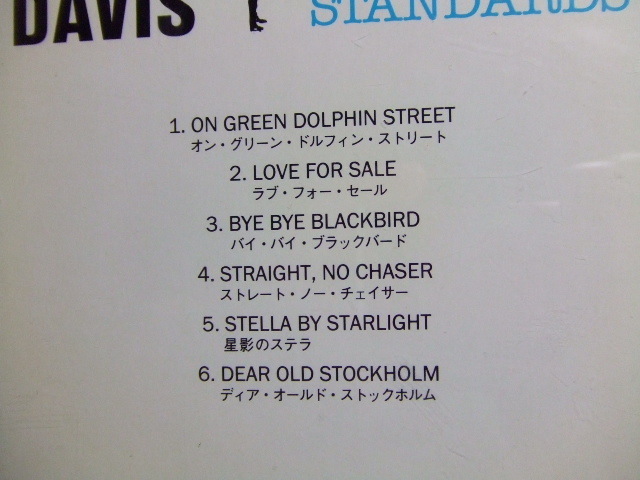 DAVIS STANDARDS
1. ON GREEN DOLPHIN STREET
オン・グリーン・ドルフィン・ストリート
2. LOVE FOR SALE
ラブ・フォー・セール
3. BYE BYE BLACKBIRD
バイ・バイ・ブラックバード
4. STRAIGHT, NO CHASER
ストレート・ノー・チェイサー
5. STELLA BY STARLIGHT
星影のステラ
6. DEAR OLD STOCKHOLM
ディア・オールド・ストックホルム